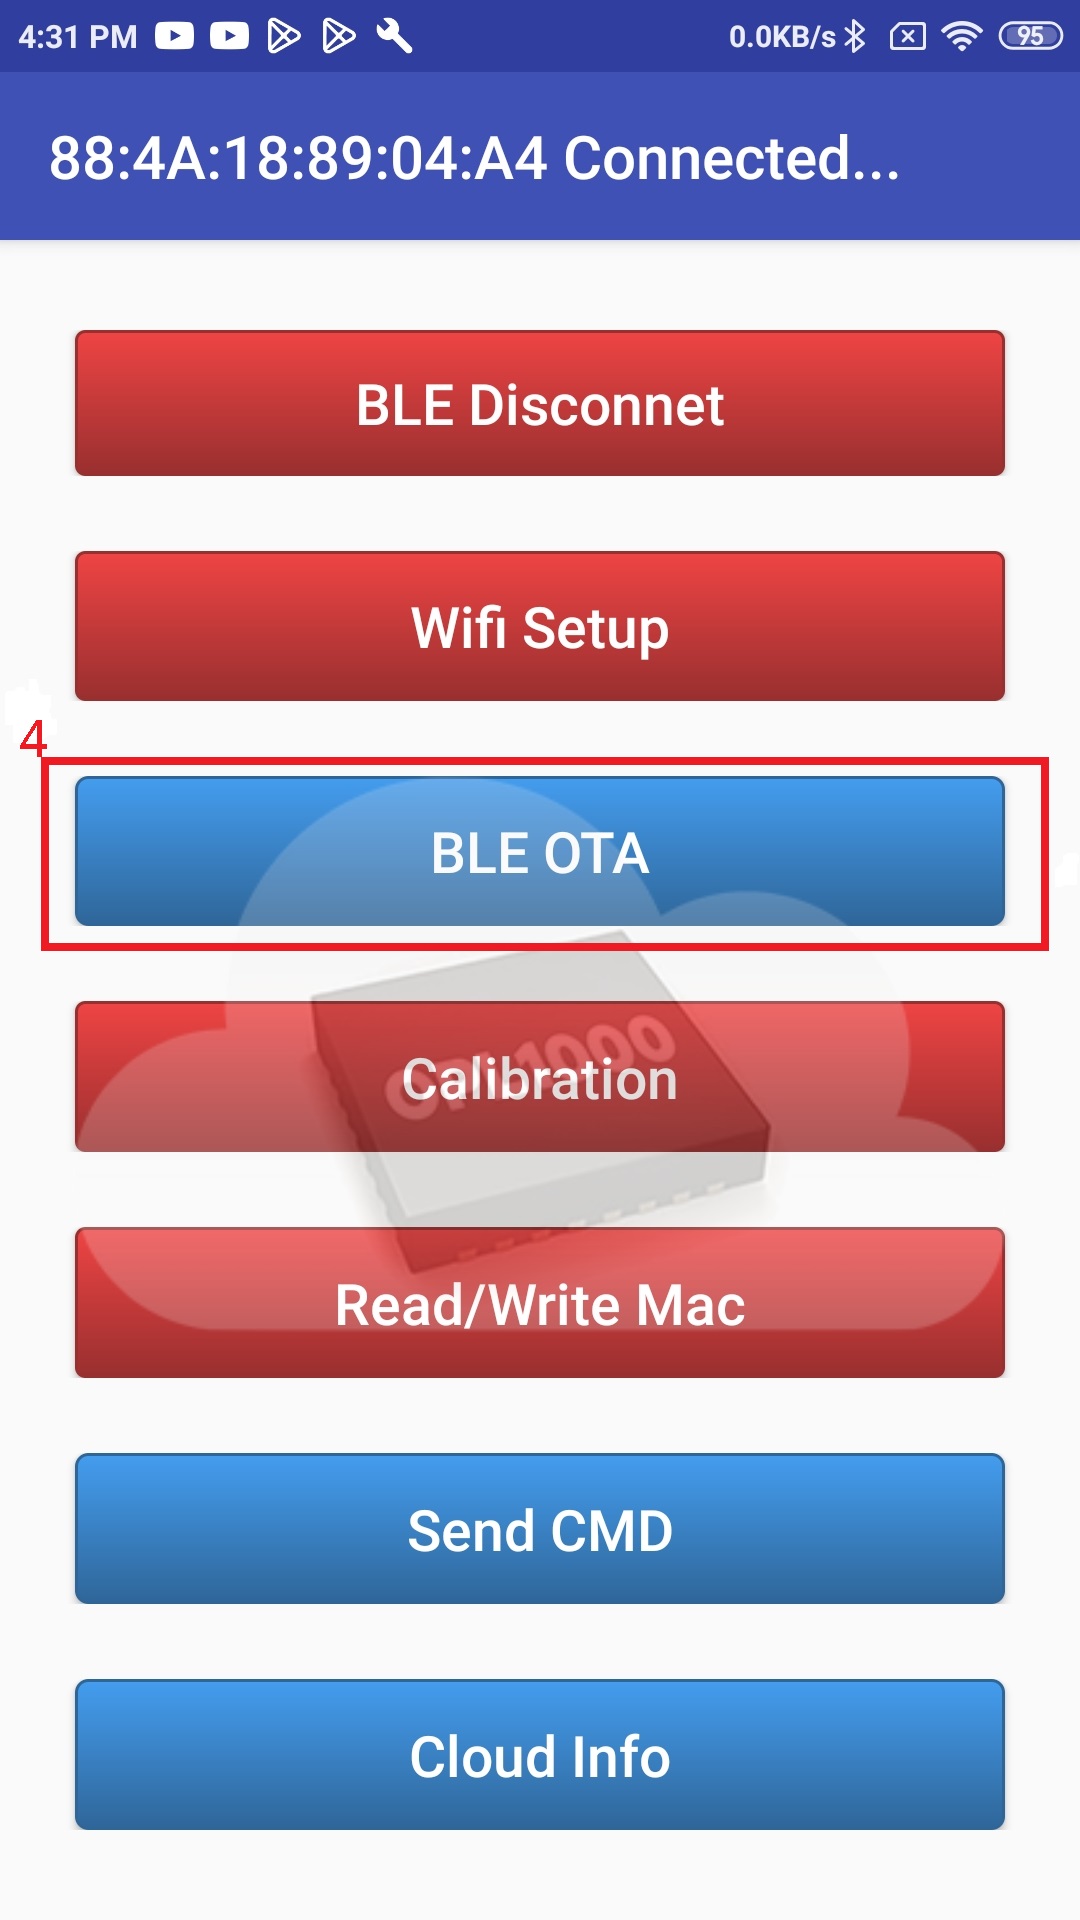 4:31 PM 0.0KB/s 95
88:4A:18:89:04:A4 Connected...
BLE Disconnet
Wifi Setup
4
BLE OTA
OPL1000
Calibration
Read/Write Mac
Send CMD
Cloud Info